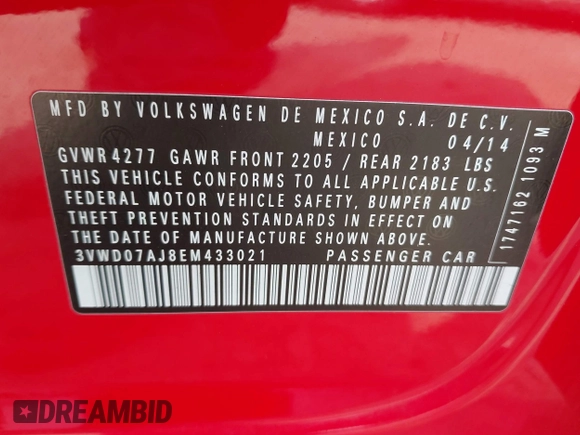 MFD BY VOLKSWAGEN DE MEXICO S.A. DE C.V.
MEXICO 04/14
GVWR 4277 GAWR FRONT 2205 / REAR 2183 LBS
THIS VEHICLE CONFORMS TO ALL APPLICABLE U.S.
FEDERAL MOTOR VEHICLE SAFETY, BUMPER AND
THEFT PREVENTION STANDARDS IN EFFECT ON
THE DATE OF MANUFACTURE SHOWN ABOVE.
3VWD07AJ8EM433021 PASSENGER CAR
1747162 1093 M
DREAMBID